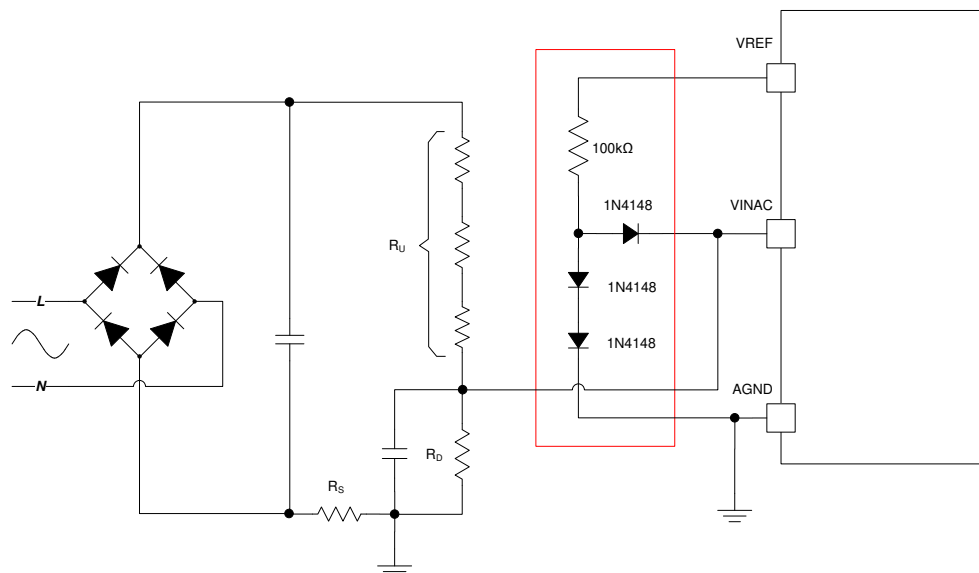 VREF
100kΩ
1N4148
VINAC
RU
1N4148
L
1N4148
N
AGND
RD
RS